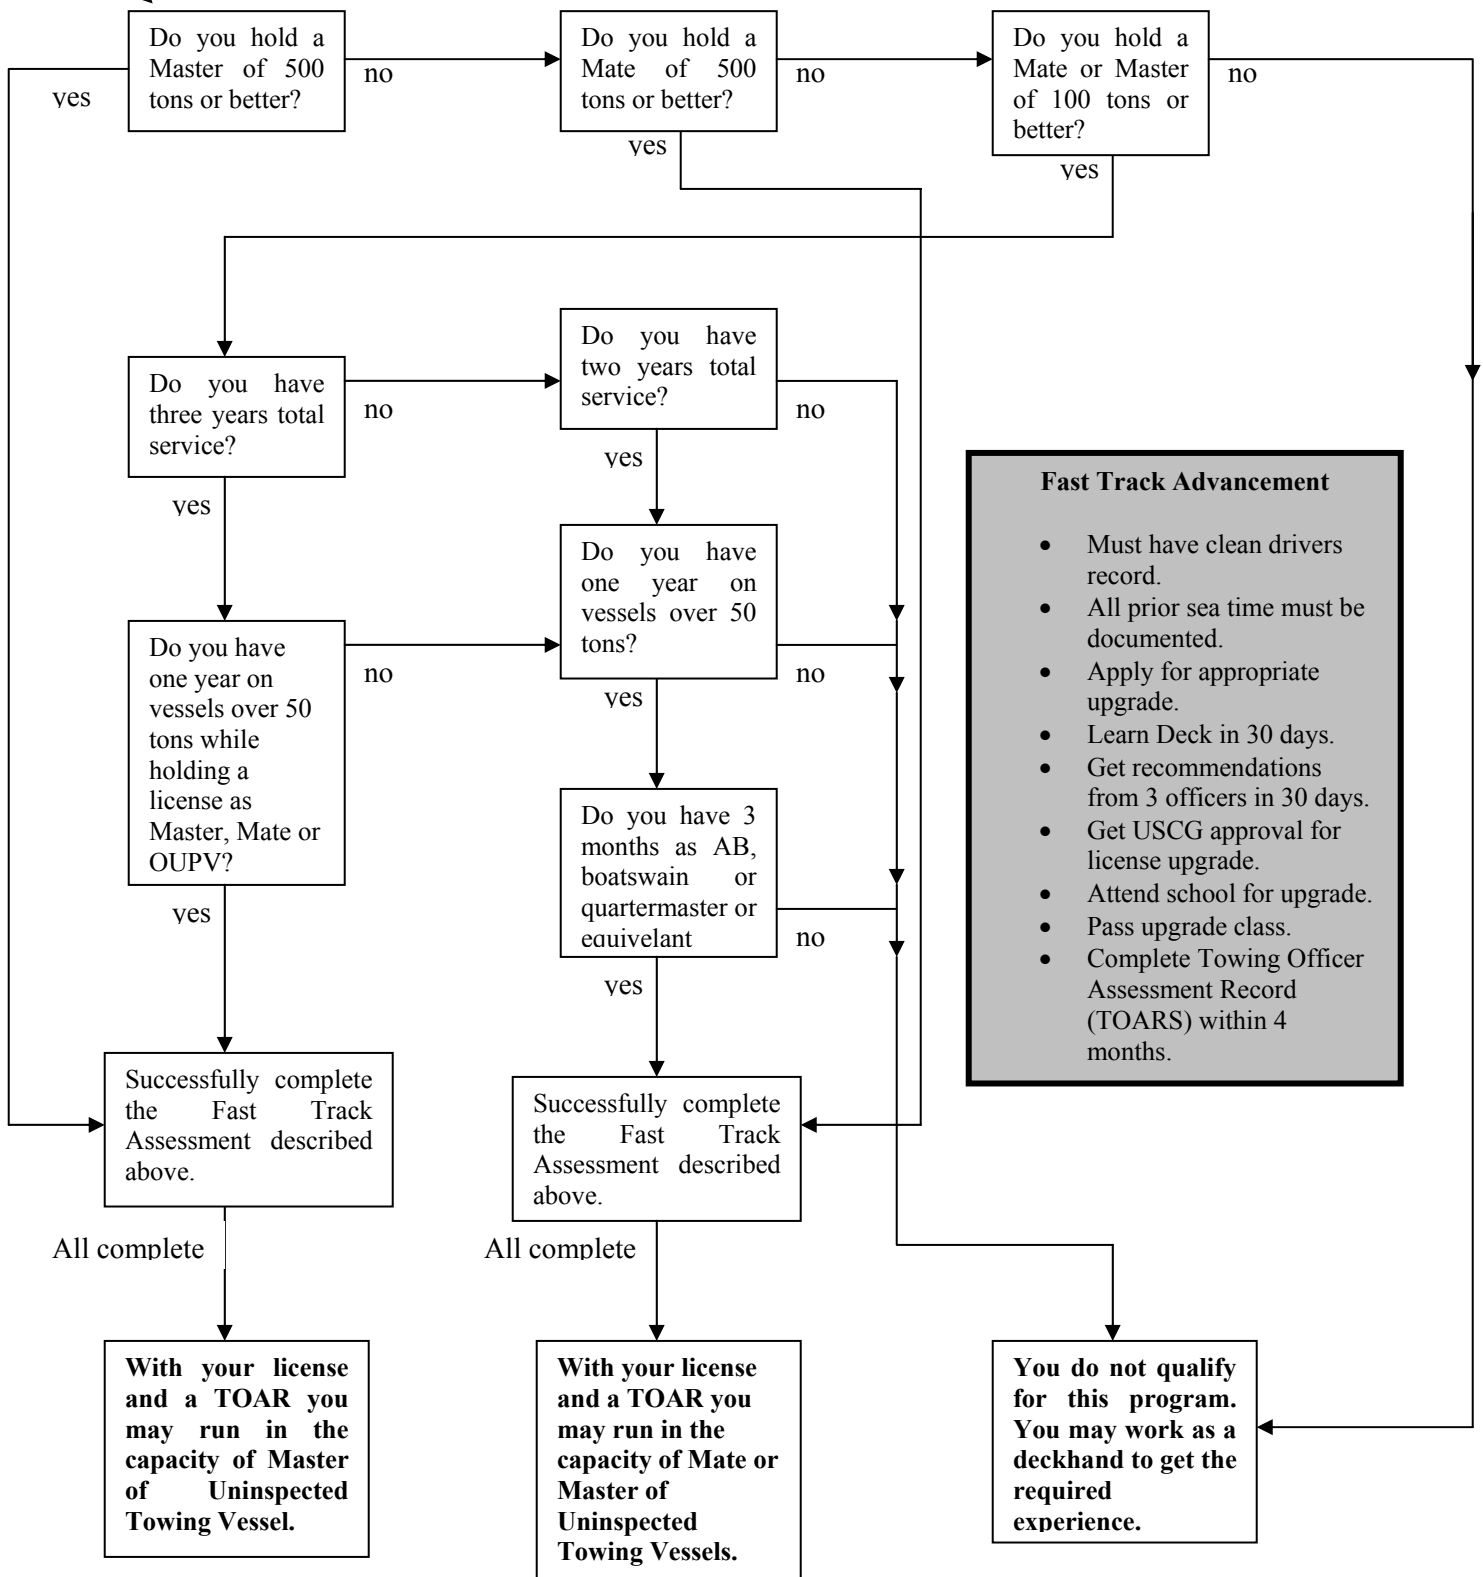 Do you hold a
Master of 500
tons or better?
yes
no
Do you hold a
Mate of 500
tons or better?
no
yes
Do you hold a
Mate or Master
of 100 tons or
better?
no
yes
Do you have
three years total
service?
no
yes
Do you have
two years total
service?
no
yes
Do you have
one year on
vessels over 50
tons while
holding a
license as
Master, Mate or
OUPV?
no
yes
Do you have
one year on
vessels over 50
tons?
no
yes
Do you have 3
months as AB,
boatswain or
quartermaster or
equivelant
no
yes
Fast Track Advancement
• Must have clean drivers
record.
• All prior sea time must be
documented.
• Apply for appropriate
upgrade.
• Learn Deck in 30 days.
• Get recommendations
from 3 officers in 30 days.
• Get USCG approval for
license upgrade.
• Attend school for upgrade.
• Pass upgrade class.
• Complete Towing Officer
Assessment Record
(TOARS) within 4
months.
Successfully complete
the Fast Track
Assessment described
above.
All complete
Successfully complete
the Fast Track
Assessment described
above.
All complete
With your license
and a TOAR you
may run in the
capacity of Master
of Uninspected
Towing Vessel.
With your license
and a TOAR you
may run in the
capacity of Mate or
Master of
Uninspected
Towing Vessels.
You do not qualify
for this program.
You may work as a
deckhand to get the
required
experience.